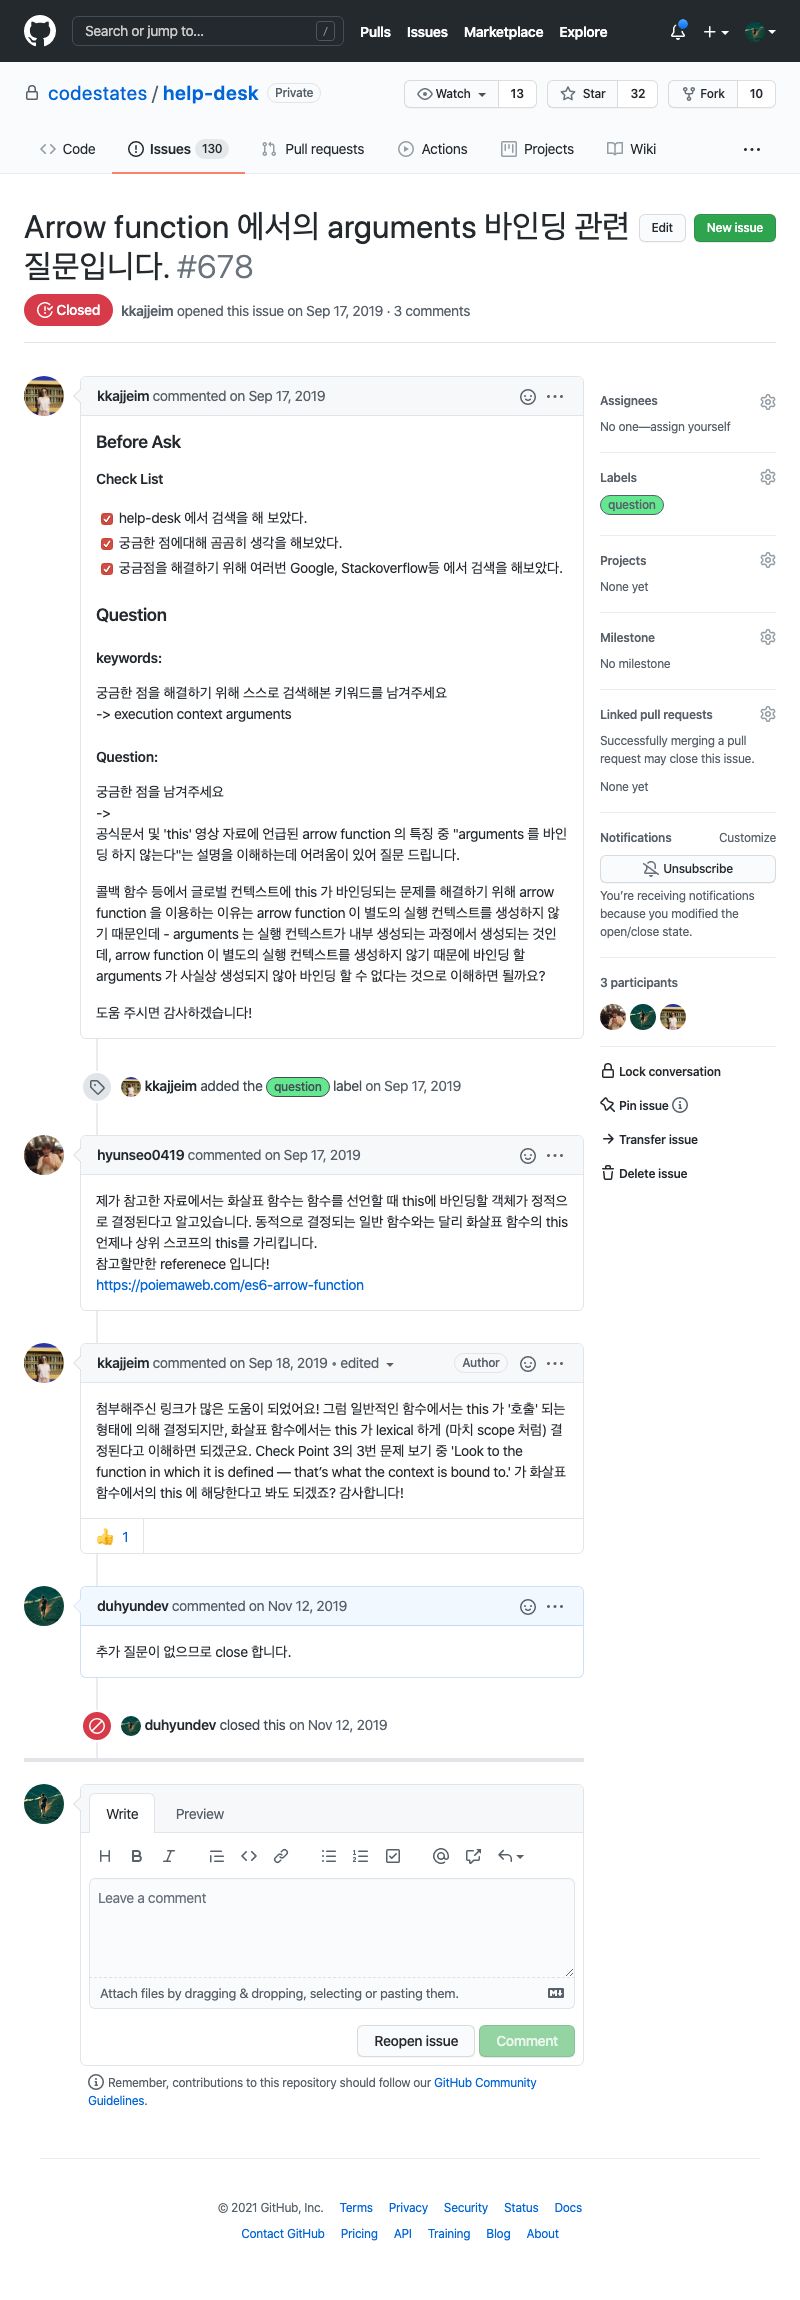 Search or jump to... /
Pulls Issues Marketplace Explore
codestates / help-desk Private
Watch 13 Star 32 Fork 10
Code Issues 130 Pull requests Actions Projects Wiki
Arrow function 에서의 arguments 바인딩 관련
질문입니다. #678
Edit New issue
Closed kkajjeim opened this issue on Sep 17, 2019 · 3 comments
kkajjeim commented on Sep 17, 2019
Before Ask
Check List
help-desk 에서 검색을 해 보았다.
궁금한 점에대해 곰곰히 생각을 해보았다.
궁금점을 해결하기 위해 여러번 Google, Stackoverflow등 에서 검색을 해보았다.
Question
keywords:
궁금한 점을 해결하기 위해 스스로 검색해본 키워드를 남겨주세요
-> execution context arguments
Question:
궁금한 점을 남겨주세요
->
공식문서 및 'this' 영상 자료에 언급된 arrow function 의 특징 중 "arguments 를 바인
딩 하지 않는다"는 설명을 이해하는데 어려움이 있어 질문 드립니다.
콜백 함수 등에서 글로벌 컨텍스트에 this 가 바인딩되는 문제를 해결하기 위해 arrow
function 을 이용하는 이유는 arrow function 이 별도의 실행 컨텍스트를 생성하지 않
기 때문인데 - arguments 는 실행 컨텍스트가 내부 생성되는 과정에서 생성되는 것인
데, arrow function 이 별도의 실행 컨텍스트를 생성하지 않기 때문에 바인딩 할
arguments 가 사실상 생성되지 않아 바인딩 할 수 없다는 것으로 이해하면 될까요?
도움 주시면 감사하겠습니다!
kkajjeim added the question label on Sep 17, 2019
hyunseo0419 commented on Sep 17, 2019
제가 참고한 자료에서는 화살표 함수는 함수를 선언할 때 this에 바인딩할 객체가 정적으
로 결정된다고 알고있습니다. 동적으로 결정되는 일반 함수와는 달리 화살표 함수의 this
언제나 상위 스코프의 this를 가리킵니다.
참고할만한 referenece 입니다!
https://poiemaweb.com/es6-arrow-function
kkajjeim commented on Sep 18, 2019 • edited Author
첨부해주신 링크가 많은 도움이 되었어요! 그럼 일반적인 함수에서는 this 가 '호출' 되는
형태에 의해 결정되지만, 화살표 함수에서는 this 가 lexical 하게 (마치 scope 처럼) 결
정된다고 이해하면 되겠군요. Check Point 3의 3번 문제 보기 중 'Look to the
function in which it is defined — that's what the context is bound to.' 가 화살표
함수에서의 this 에 해당한다고 봐도 되겠죠? 감사합니다!
👍 1
duhyundev commented on Nov 12, 2019
추가 질문이 없으므로 close 합니다.
duhyundev closed this on Nov 12, 2019
Write Preview
Leave a comment
Attach files by dragging & dropping, selecting or pasting them.
Reopen issue Comment
Remember, contributions to this repository should follow our GitHub Community
Guidelines.
Assignees
No one—assign yourself
Labels
question
Projects
None yet
Milestone
No milestone
Linked pull requests
Successfully merging a pull
request may close this issue.
None yet
Notifications Customize
Unsubscribe
You're receiving notifications
because you modified the
open/close state.
3 participants
Lock conversation
Pin issue
Transfer issue
Delete issue
© 2021 GitHub, Inc. Terms Privacy Security Status Docs
Contact GitHub Pricing API Training Blog About